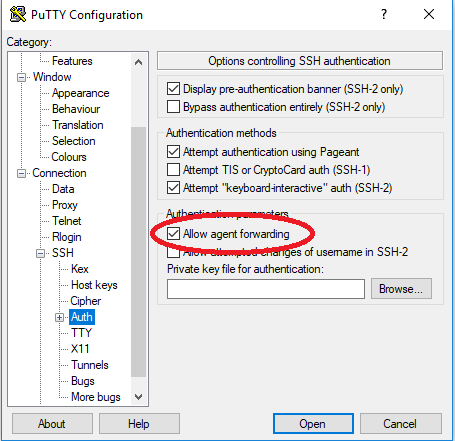 PuTTY Configuration
?
Category:
Features
Window
Appearance
Behaviour
Translation
Selection
Colours
Connection
Data
Proxy
Telnet
Rlogin
SSH
Kex
Host keys
Cipher
Auth
TTY
X11
Tunnels
Bugs
More bugs
Options controlling SSH authentication
Display pre-authentication banner (SSH-2 only)
Bypass authentication entirely (SSH-2 only)
Authentication methods
Attempt authentication using Pageant
Attempt TIS or CryptoCard auth (SSH-1)
Attempt "keyboard-interactive" auth (SSH-2)
Authentication parameters
Allow agent forwarding
Allow attempted changes of username in SSH-2
Private key file for authentication:
Browse...
About
Help
Open
Cancel